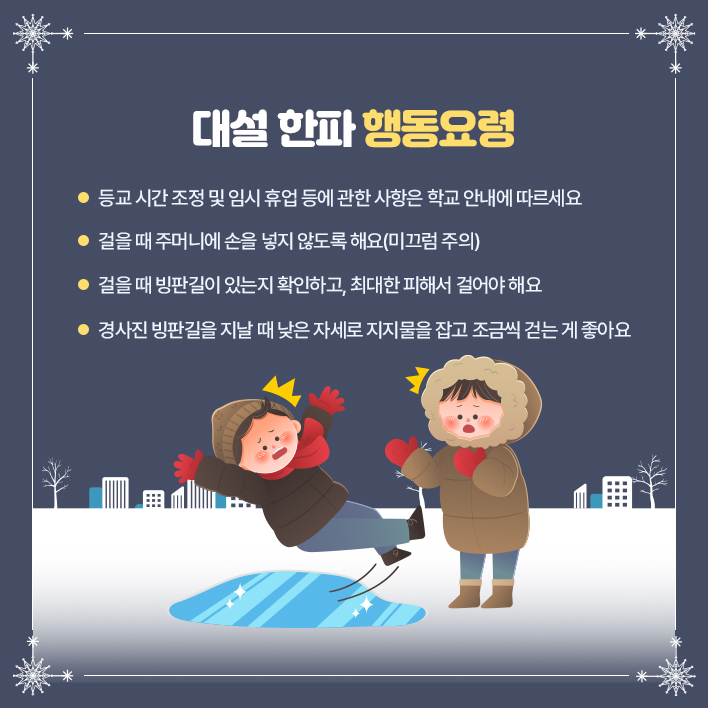 대설 한파 행동요령
등교 시간 조정 및 임시 휴업 등에 관한 사항은 학교 안내에 따르세요
걸을 때 주머니에 손을 넣지 않도록 해요(미끄럼 주의)
걸을 때 빙판길이 있는지 확인하고, 최대한 피해서 걸어야 해요
경사진 빙판길을 지날 때 낮은 자세로 지지물을 잡고 조금씩 걷는 게 좋아요